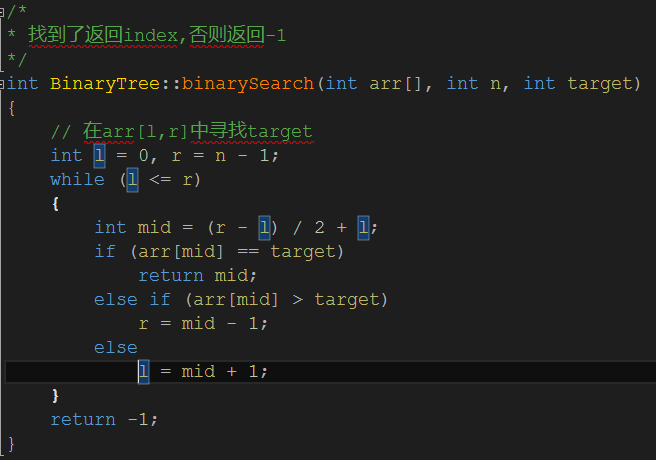 /*
* 找到了返回index,否则返回-1
*/
int BinaryTree::binarySearch(int arr[], int n, int target)
{
    // 在arr[l,r]中寻找target
    int l = 0, r = n - 1;
    while (l <= r)
    {
        int mid = (r - l) / 2 + l;
        if (arr[mid] == target)
            return mid;
        else if (arr[mid] > target)
            r = mid - 1;
        else
            l = mid + 1;
    }
    return -1;
}